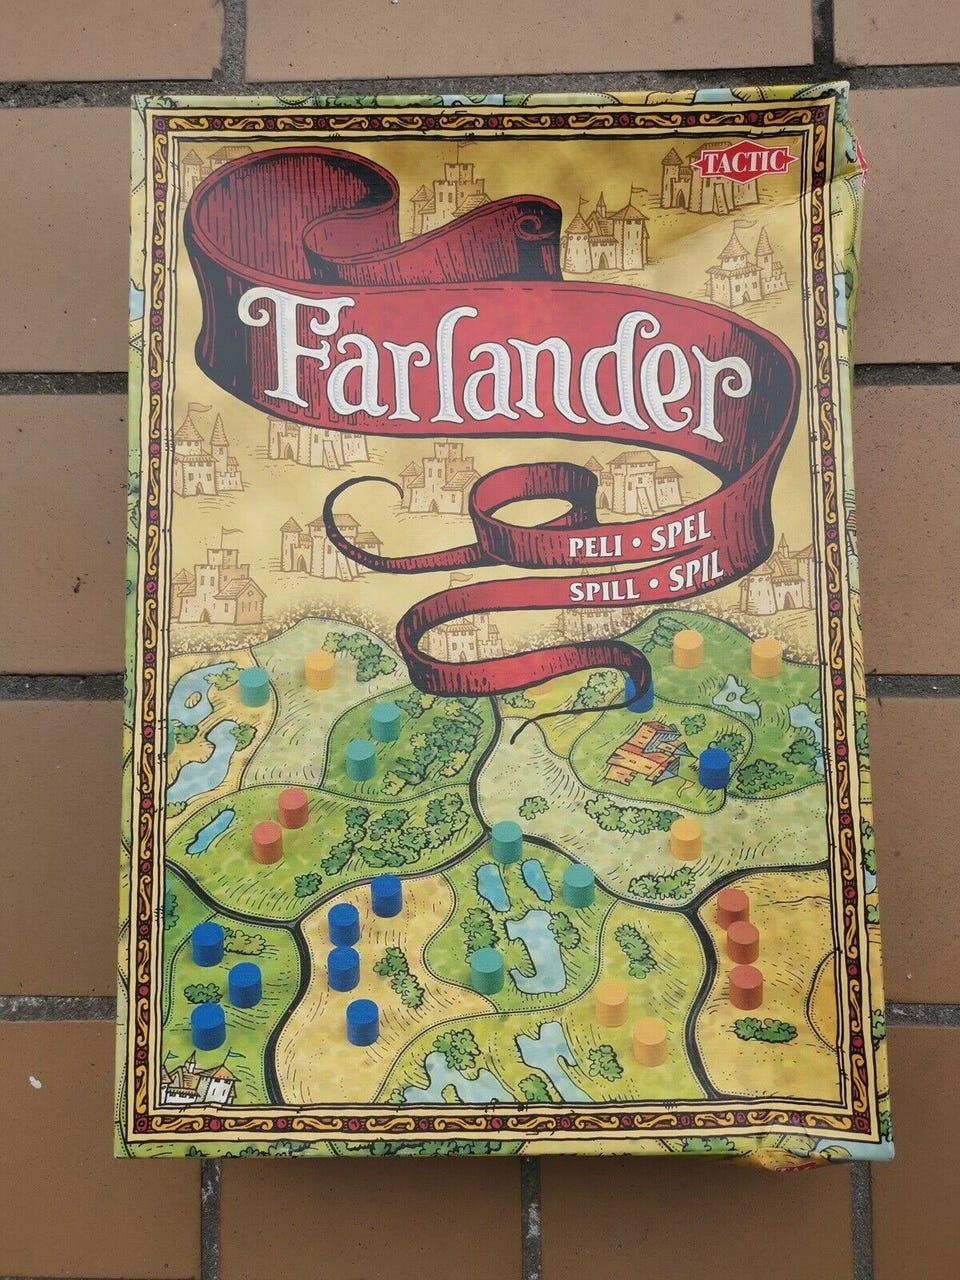 TACTIC
Farlander
PELI • SPEL
SPILL • SPIL